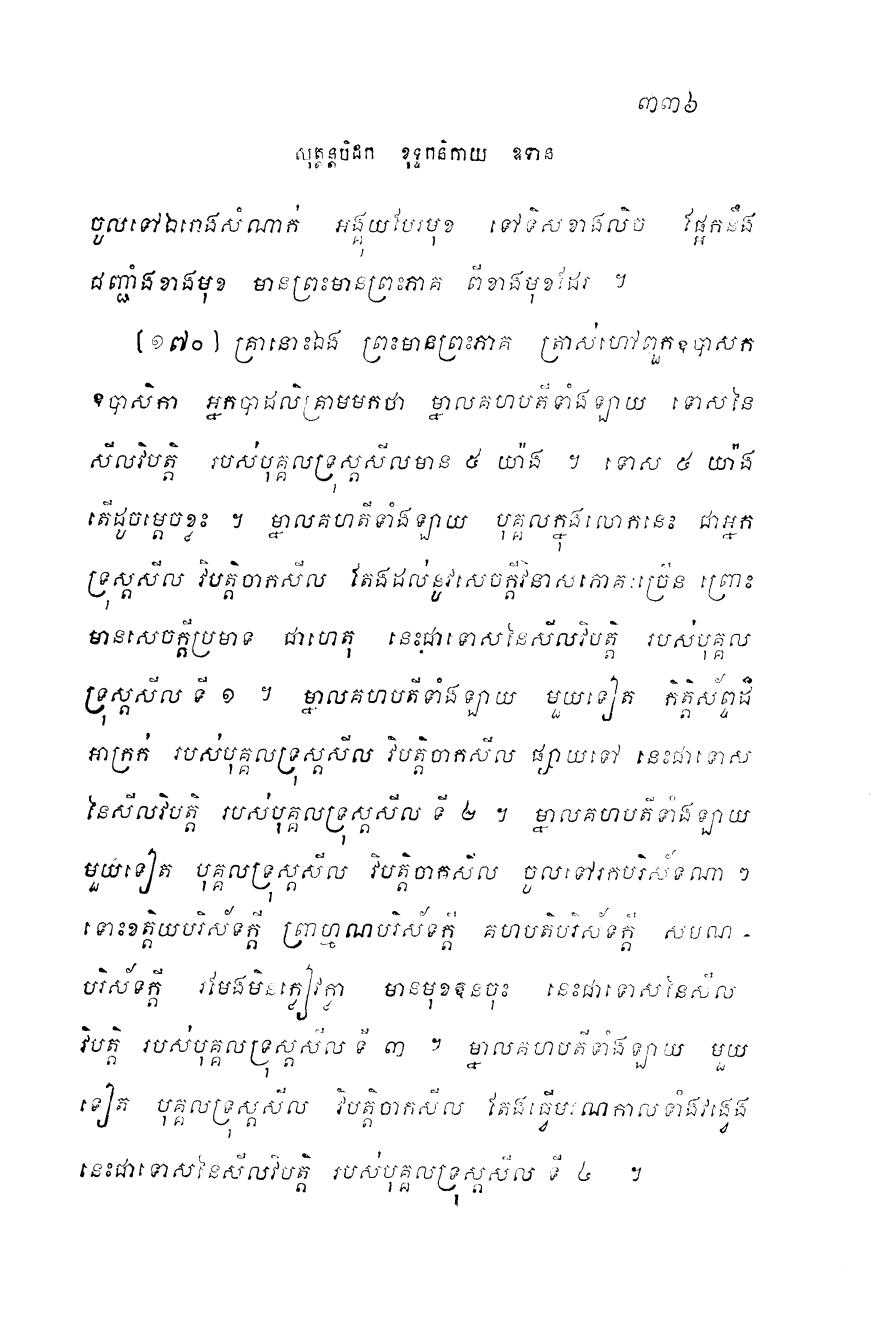 ៣៣៦
សុត្តន្តបិដក ខុទ្ទកនិកាយ ឧទាន
ចូលទៅឯរោងសំណាក់ អង្គុយបែរមុខ ទៅទិសខាងលិច ផ្អែកនឹង
ជញ្ជាំងខាងមុខ មានព្រះមានព្រះភាគ ពីខាងមុខដែរ ។
(១៧០) គ្រានោះឯង ព្រះមានព្រះភាគ ត្រាស់ហៅពួកឧបាសក
ឧបាសិកា អ្នកបាដលិគ្រាមមកថា ម្នាលគហបតីទាំងឡាយ ទោសនៃ
សីលវិបត្តិ របស់បុគ្គលទ្រុស្តសីលមាន ៥ យ៉ាង ។ ទោស ៥ យ៉ាង
តើដូចម្តេចខ្លះ ។ ម្នាលគហតីទាំងឡាយ បុគ្គលក្នុងលោកនេះ ជាអ្នក
ទ្រុស្តសីល វិបត្តិចាកសីល តែងដល់នូវសេចក្តីវិនាសភោគៈច្រើន ព្រោះ
មានសេចក្តីប្រមាទ ជាហេតុ នេះជាទោសនៃសីលវិបត្តិ របស់បុគ្គល
ទ្រុស្តសីល ទី ១ ។ ម្នាលគហបតីទាំងឡាយ មួយទៀត កិត្តិស័ព្ទដ៏
អាក្រក់ របស់បុគ្គលទ្រុស្តសីល វិបត្តិចាកសីល ផ្សាយទៅ នេះជាទោស
នៃសីលវិបត្តិ របស់បុគ្គលទ្រុស្តសីល ទី ២ ។ ម្នាលគហបតីទាំងឡាយ
មួយទៀត បុគ្គលទ្រុស្តសីល វិបត្តិចាកសីល ចូលទៅរកបរិស័ទណា ៗ
ទោះខត្តិយបរិស័ទក្តី ព្រាហ្មណបរិស័ទក្តី គហបតិបរិស័ទក្តី សមណ -
បរិស័ទក្តី រមែងមិនក្លៀវក្លា មានមុខឱនចុះ នេះជាទោសនៃសីល
វិបត្តិ របស់បុគ្គលទ្រុស្តសីល ទី ៣ ។ ម្នាលគហបតីទាំងឡាយ មួយ
ទៀត បុគ្គលទ្រុស្តសីល វិបត្តិចាកសីល តែងធ្វើមរណកាលទាំងវង្វេង
នេះជាទោសនៃសីលវិបត្តិ របស់បុគ្គលទ្រុស្តសីល ទី ៤ ។